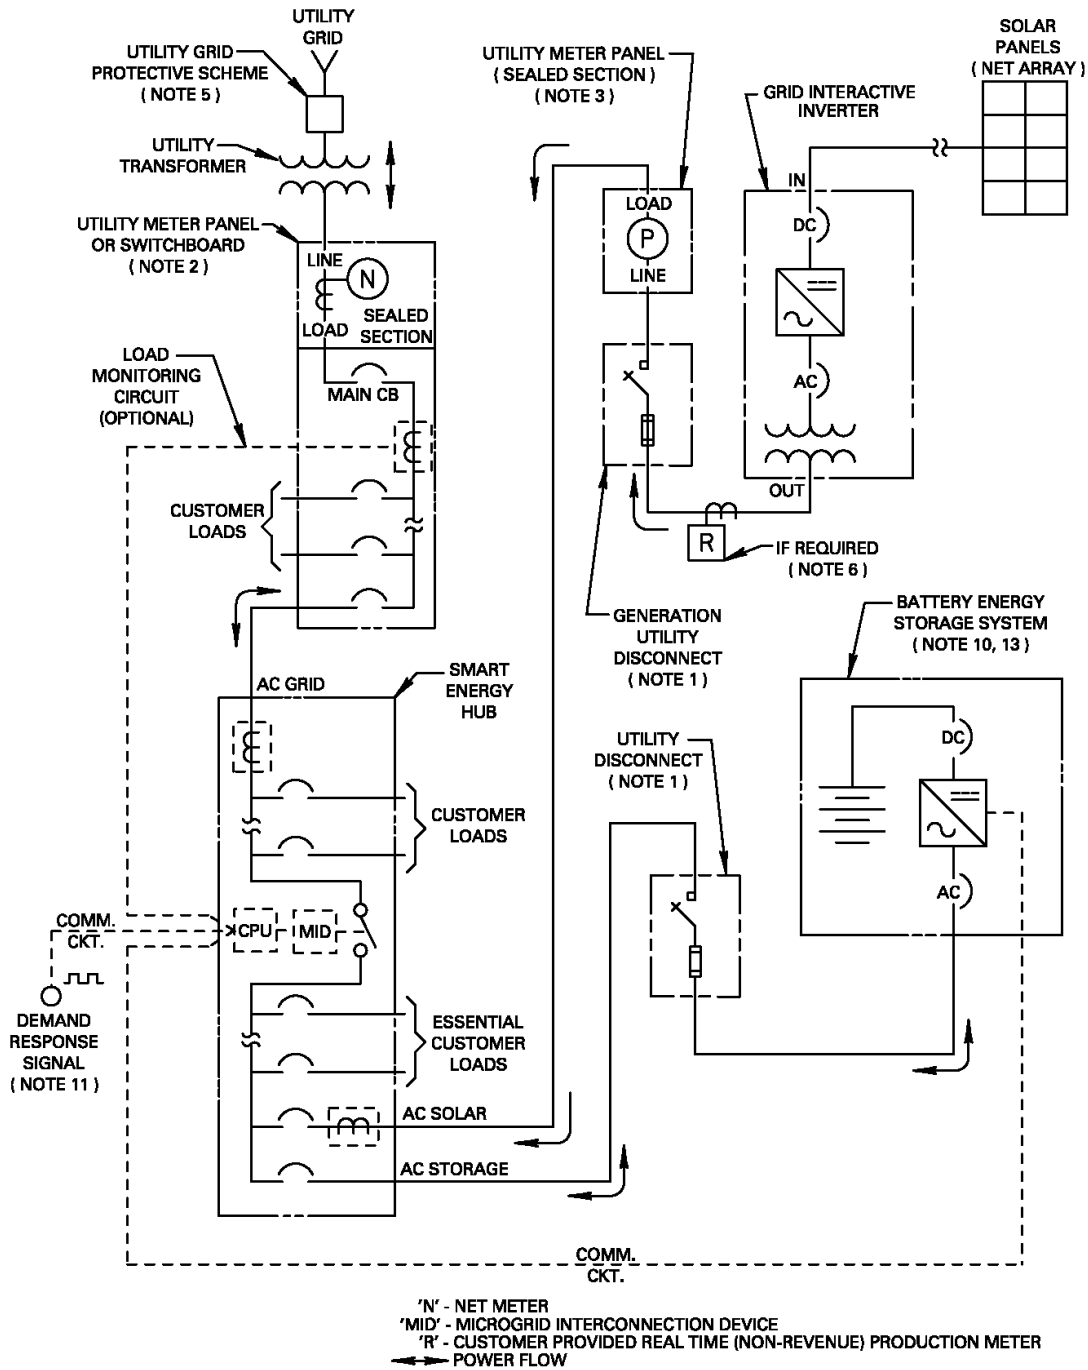 UTILITY
GRID
UTILITY GRID
PROTECTIVE SCHEME
( NOTE 5 )
UTILITY
TRANSFORMER
UTILITY METER PANEL
OR SWITCHBOARD
( NOTE 2 )
LINE
N
LOAD
SEALED
SECTION
MAIN CB
LOAD
MONITORING
CIRCUIT
(OPTIONAL)
CUSTOMER
LOADS
UTILITY METER PANEL
( SEALED SECTION )
( NOTE 3 )
LOAD
P
LINE
GRID INTERACTIVE
INVERTER
SOLAR
PANELS
( NET ARRAY )
IN
DC
AC
OUT
R
IF REQUIRED
( NOTE 6 )
GENERATION
UTILITY
DISCONNECT
( NOTE 1 )
BATTERY ENERGY
STORAGE SYSTEM
( NOTE 10, 13 )
DC
AC
UTILITY
DISCONNECT
( NOTE 1 )
AC GRID
SMART
ENERGY
HUB
CUSTOMER
LOADS
COMM.
CKT.
CPU
MID
DEMAND
RESPONSE
SIGNAL
( NOTE 11 )
ESSENTIAL
CUSTOMER
LOADS
AC SOLAR
AC STORAGE
COMM.
CKT.
'N' - NET METER
'MID' - MICROGRID INTERCONNECTION DEVICE
'R' - CUSTOMER PROVIDED REAL TIME (NON-REVENUE) PRODUCTION METER
POWER FLOW